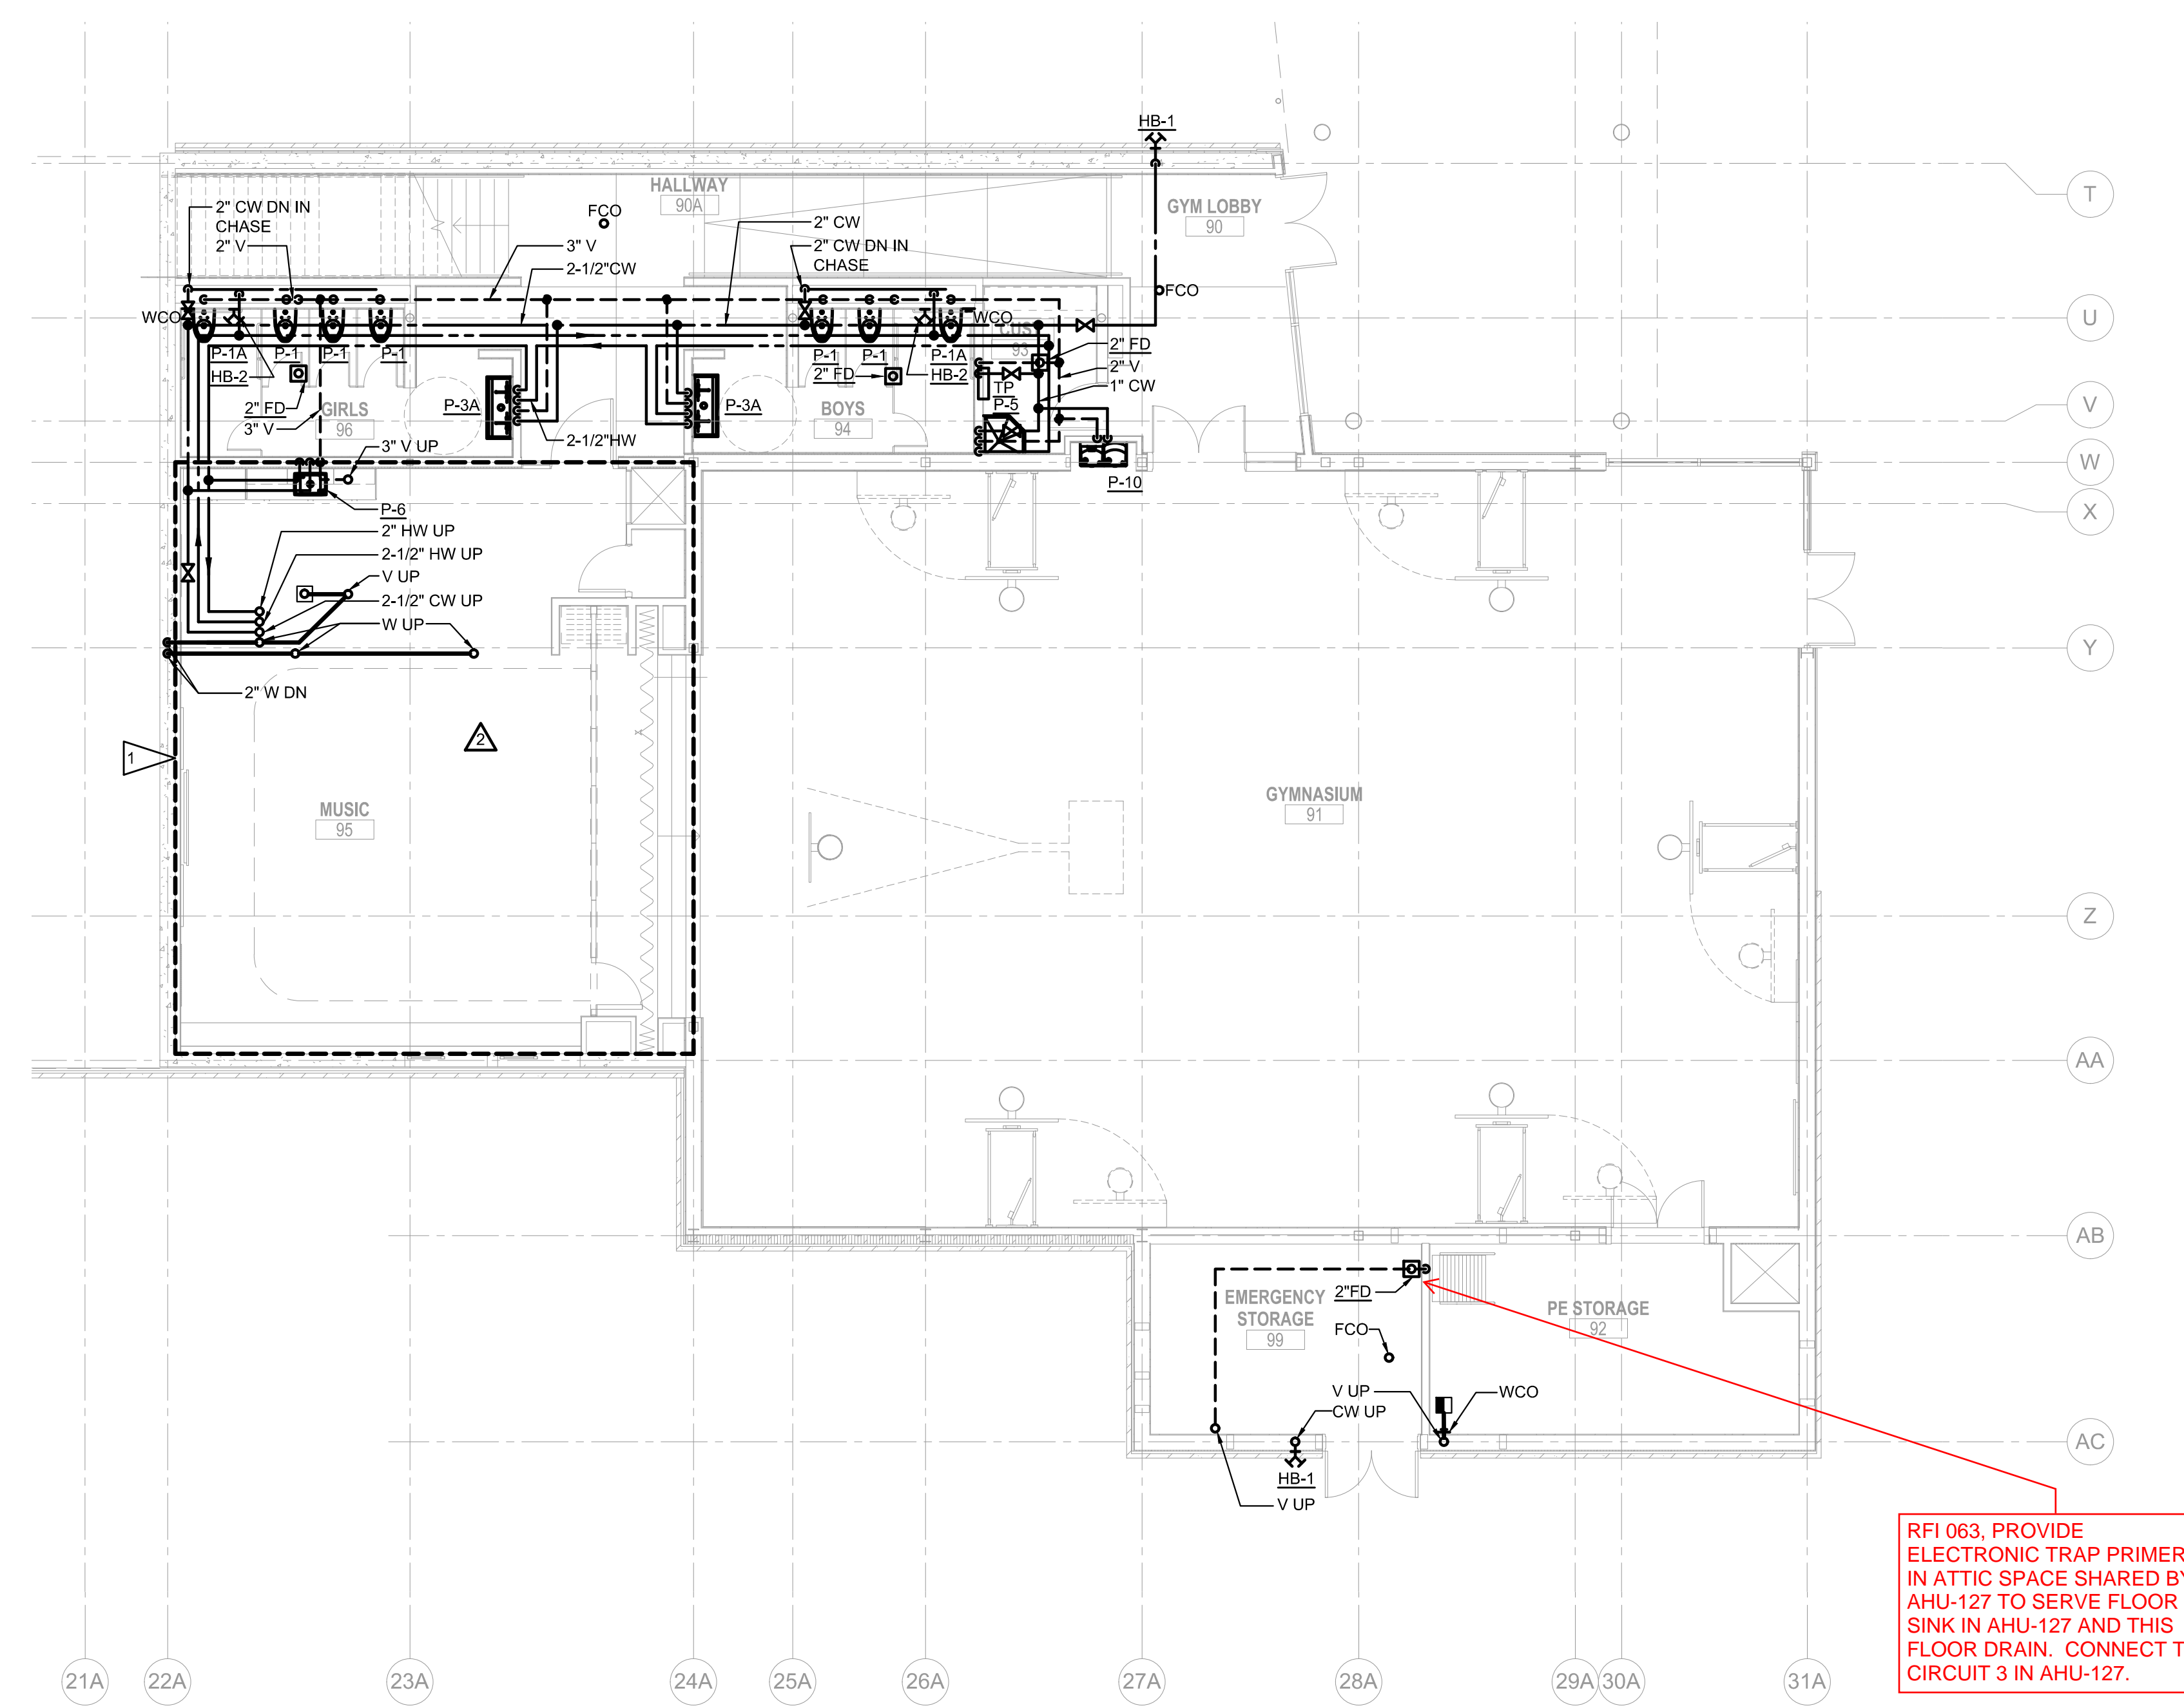 HB-1
T
HALLWAY
90A
2" CW DN IN
CHASE
2" V
FCO
3" V
2-1/2"CW
2" CW
2" CW DN IN
CHASE
GYM LOBBY
90
FCO
WCO
WCO
U
CUS
93
P-1A
P-1
P-1
P-1
HB-2
P-1
P-1
P-1A
2" FD
HB-2
2" FD
2" V
1" CW
TP
P-5
2" FD
3" V
GIRLS
96
P-3A
P-3A
BOYS
94
V
2-1/2"HW
3" V UP
W
P-10
P-6
X
2" HW UP
2-1/2" HW UP
V UP
2-1/2" CW UP
W UP
Y
2" W DN
2
1
MUSIC
95
GYMNASIUM
91
Z
AA
AB
EMERGENCY
STORAGE
99
2"FD
PE STORAGE
92
FCO
V UP
CW UP
WCO
AC
HB-1
V UP
RFI 063, PROVIDE
ELECTRONIC TRAP PRIMER
IN ATTIC SPACE SHARED BY
AHU-127 TO SERVE FLOOR
SINK IN AHU-127 AND THIS
FLOOR DRAIN. CONNECT T
CIRCUIT 3 IN AHU-127.
21A
22A
23A
24A
25A
26A
27A
28A
29A
30A
31A